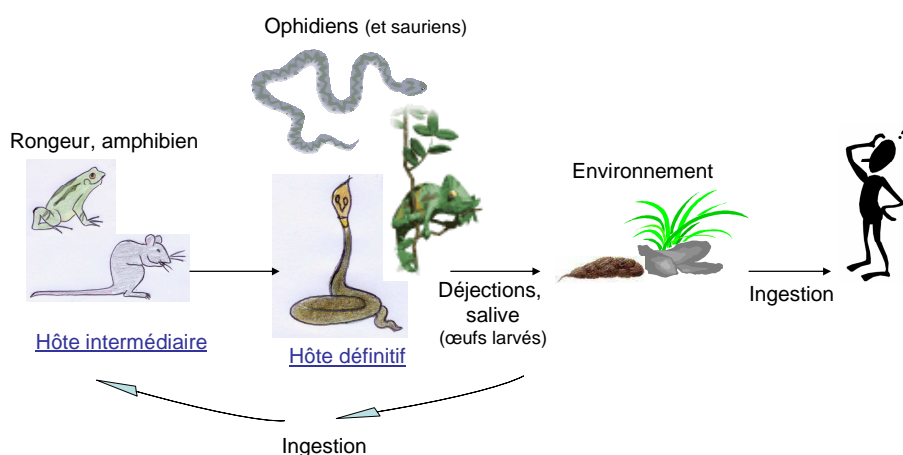 Ophidiens (et sauriens)
Rongeur, amphibien
Environnement
Déjections,
salive
(œufs larvés)
Ingestion
Hôte intermédiaire
Hôte définitif
Ingestion